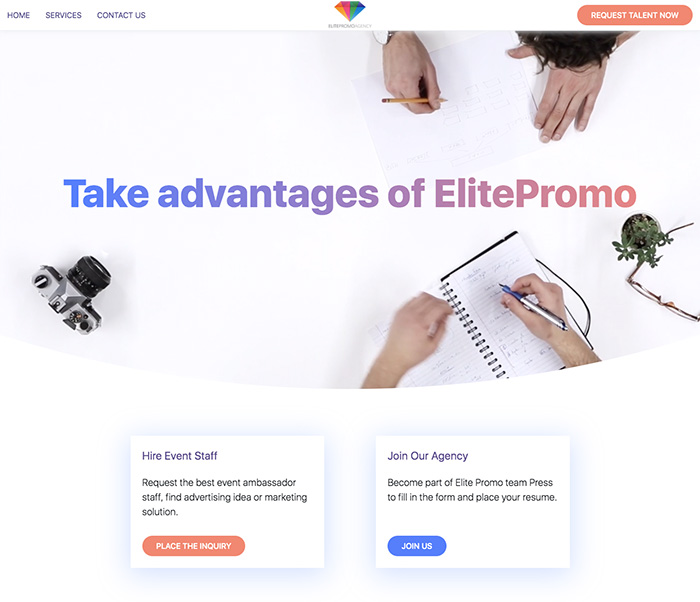 HOME SERVICES CONTACT US
ELITEPROMOAGENCY
REQUEST TALENT NOW
Take advantages of ElitePromo
Hire Event Staff
Request the best event ambassador
staff, find advertising idea or marketing
solution.
PLACE THE INQUIRY
Join Our Agency
Become part of Elite Promo team Press
to fill in the form and place your resume.
JOIN US